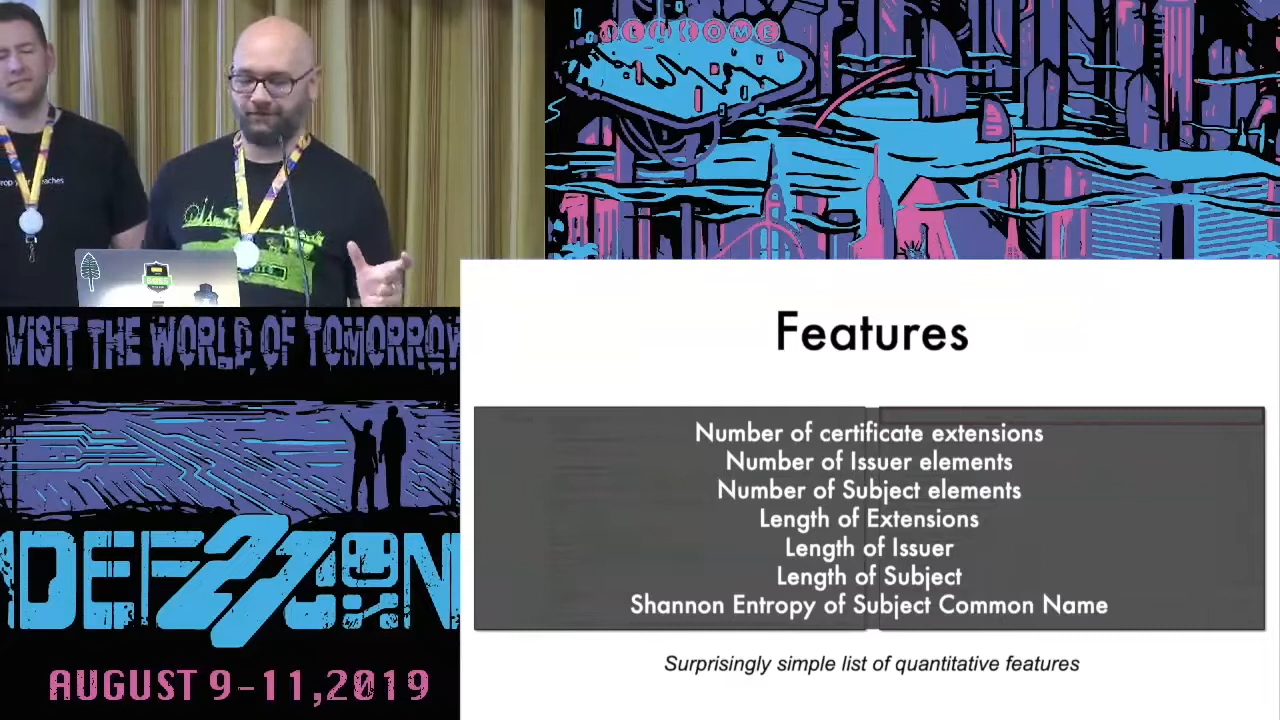 WELCOME
VISIT THE WORLD OF TOMORROW
DEF CON
27
AUGUST 9-11,2019
Features
Number of certificate extensions
Number of Issuer elements
Number of Subject elements
Length of Extensions
Length of Issuer
Length of Subject
Shannon Entropy of Subject Common Name
Surprisingly simple list of quantitative features